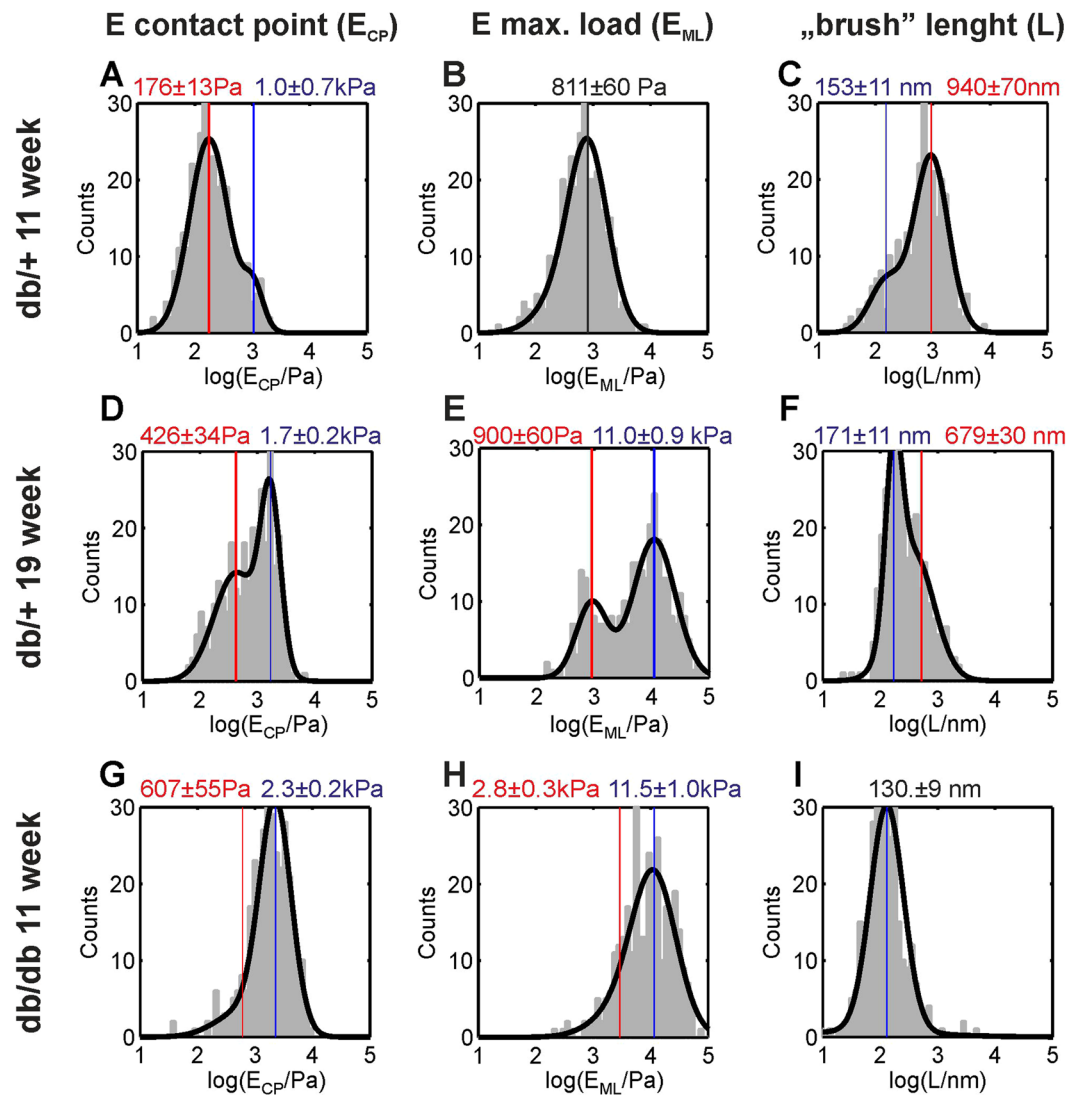 E contact point (E_CP) E max. load (E_ML) „brush” lenght (L)
db/+ 11 week
A
176±13Pa 1.0±0.7kPa
30
20
10
0
Counts
1 2 3 4 5
log(E_CP/Pa)
B
811±60 Pa
30
20
10
0
Counts
1 2 3 4 5
log(E_ML/Pa)
C
153±11 nm 940±70nm
30
20
10
0
Counts
1 2 3 4 5
log(L/nm)
db/+ 19 week
D
426±34Pa 1.7±0.2kPa
30
20
10
0
Counts
1 2 3 4 5
log(E_CP/Pa)
E
900±60Pa 11.0±0.9 kPa
30
20
10
0
Counts
1 2 3 4 5
log(E_ML/Pa)
F
171±11 nm 679±30 nm
30
20
10
0
Counts
1 2 3 4 5
log(L/nm)
db/db 11 week
G
607±55Pa 2.3±0.2kPa
30
20
10
0
Counts
1 2 3 4 5
log(E_CP/Pa)
H
2.8±0.3kPa 11.5±1.0kPa
30
20
10
0
Counts
1 2 3 4 5
log(E_ML/Pa)
I
130.±9 nm
30
20
10
0
Counts
1 2 3 4 5
log(L/nm)